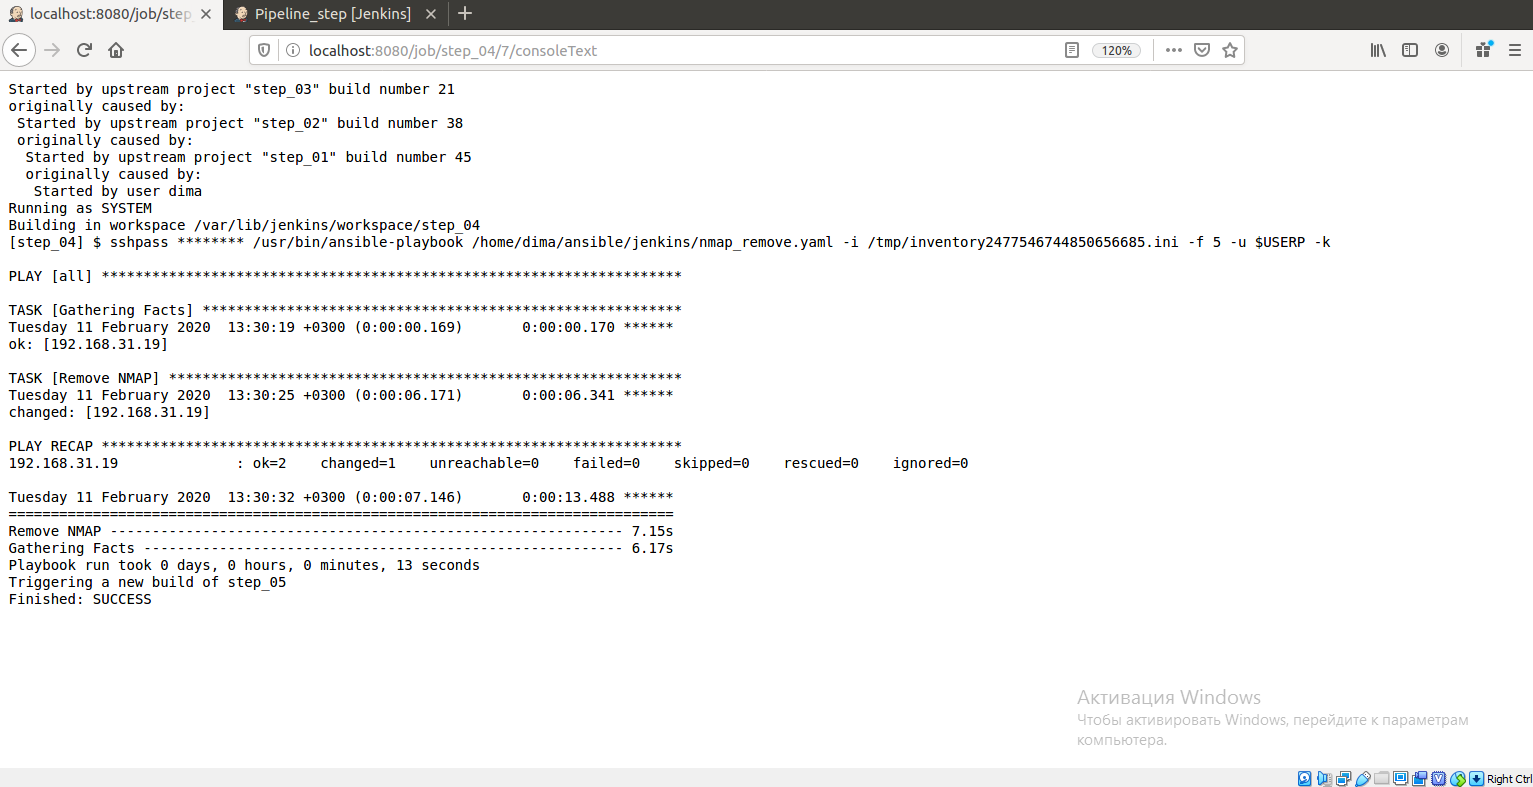 localhost:8080/job/step_
Pipeline_step [Jenkins]
localhost:8080/job/step_04/7/consoleText
120%
Started by upstream project "step_03" build number 21
originally caused by:
Started by upstream project "step_02" build number 38
originally caused by:
Started by upstream project "step_01" build number 45
originally caused by:
Started by user dima
Running as SYSTEM
Building in workspace /var/lib/jenkins/workspace/step_04
[step_04] $ sshpass ******** /usr/bin/ansible-playbook /home/dima/ansible/jenkins/nmap_remove.yaml -i /tmp/inventory2477546744850656685.ini -f 5 -u $USERP -k
PLAY [all] *********************************************************************
TASK [Gathering Facts] *********************************************************
Tuesday 11 February 2020  13:30:19 +0300 (0:00:00.169)       0:00:00.170 ******
ok: [192.168.31.19]
TASK [Remove NMAP] *************************************************************
Tuesday 11 February 2020  13:30:25 +0300 (0:00:06.171)       0:00:06.341 ******
changed: [192.168.31.19]
PLAY RECAP *********************************************************************
192.168.31.19              : ok=2    changed=1    unreachable=0    failed=0    skipped=0    rescued=0    ignored=0
Tuesday 11 February 2020  13:30:32 +0300 (0:00:07.146)       0:00:13.488 ******
===============================================================================
Remove NMAP ------------------------------------------------------------- 7.15s
Gathering Facts --------------------------------------------------------- 6.17s
Playbook run took 0 days, 0 hours, 0 minutes, 13 seconds
Triggering a new build of step_05
Finished: SUCCESS
Активация Windows
Чтобы активировать Windows, перейдите к параметрам
компьютера.
Right Ctrl